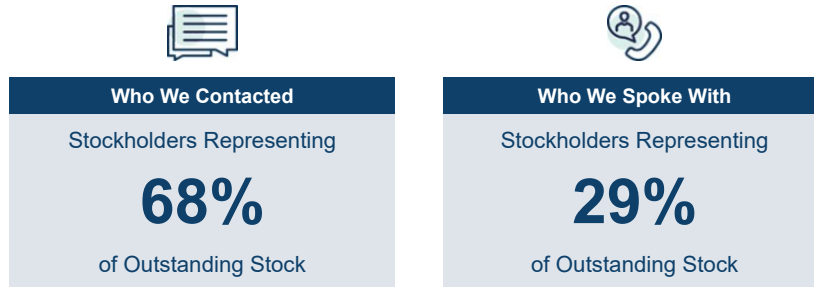 Who We Contacted
Stockholders Representing
68%
of Outstanding Stock
Who We Spoke With
Stockholders Representing
29%
of Outstanding Stock